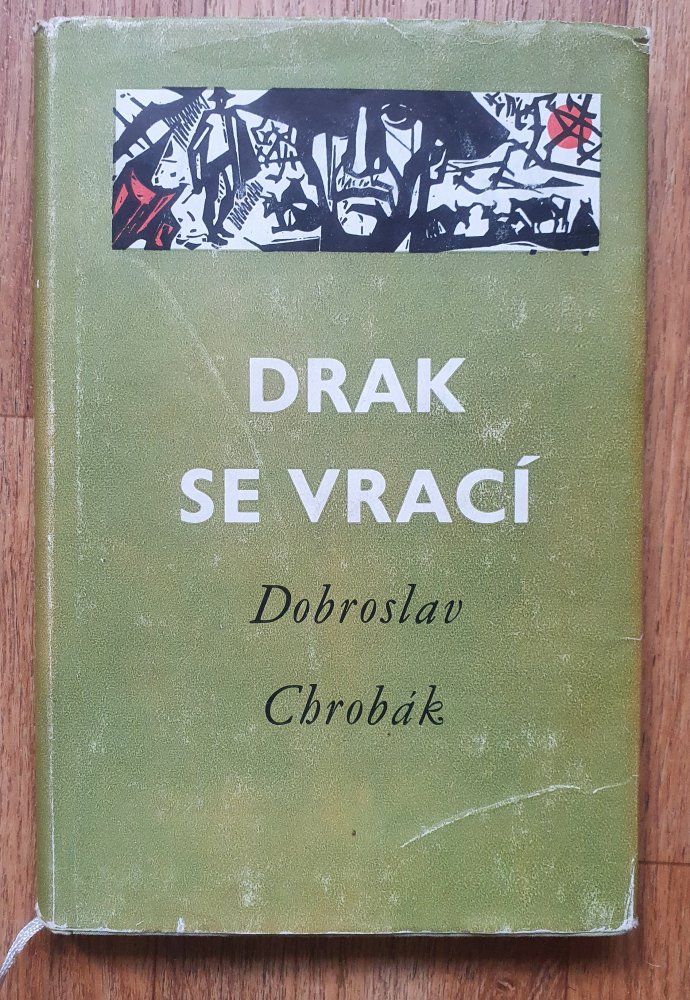 DRAK
SE VRACÍ
Dobroslav
Chrobák